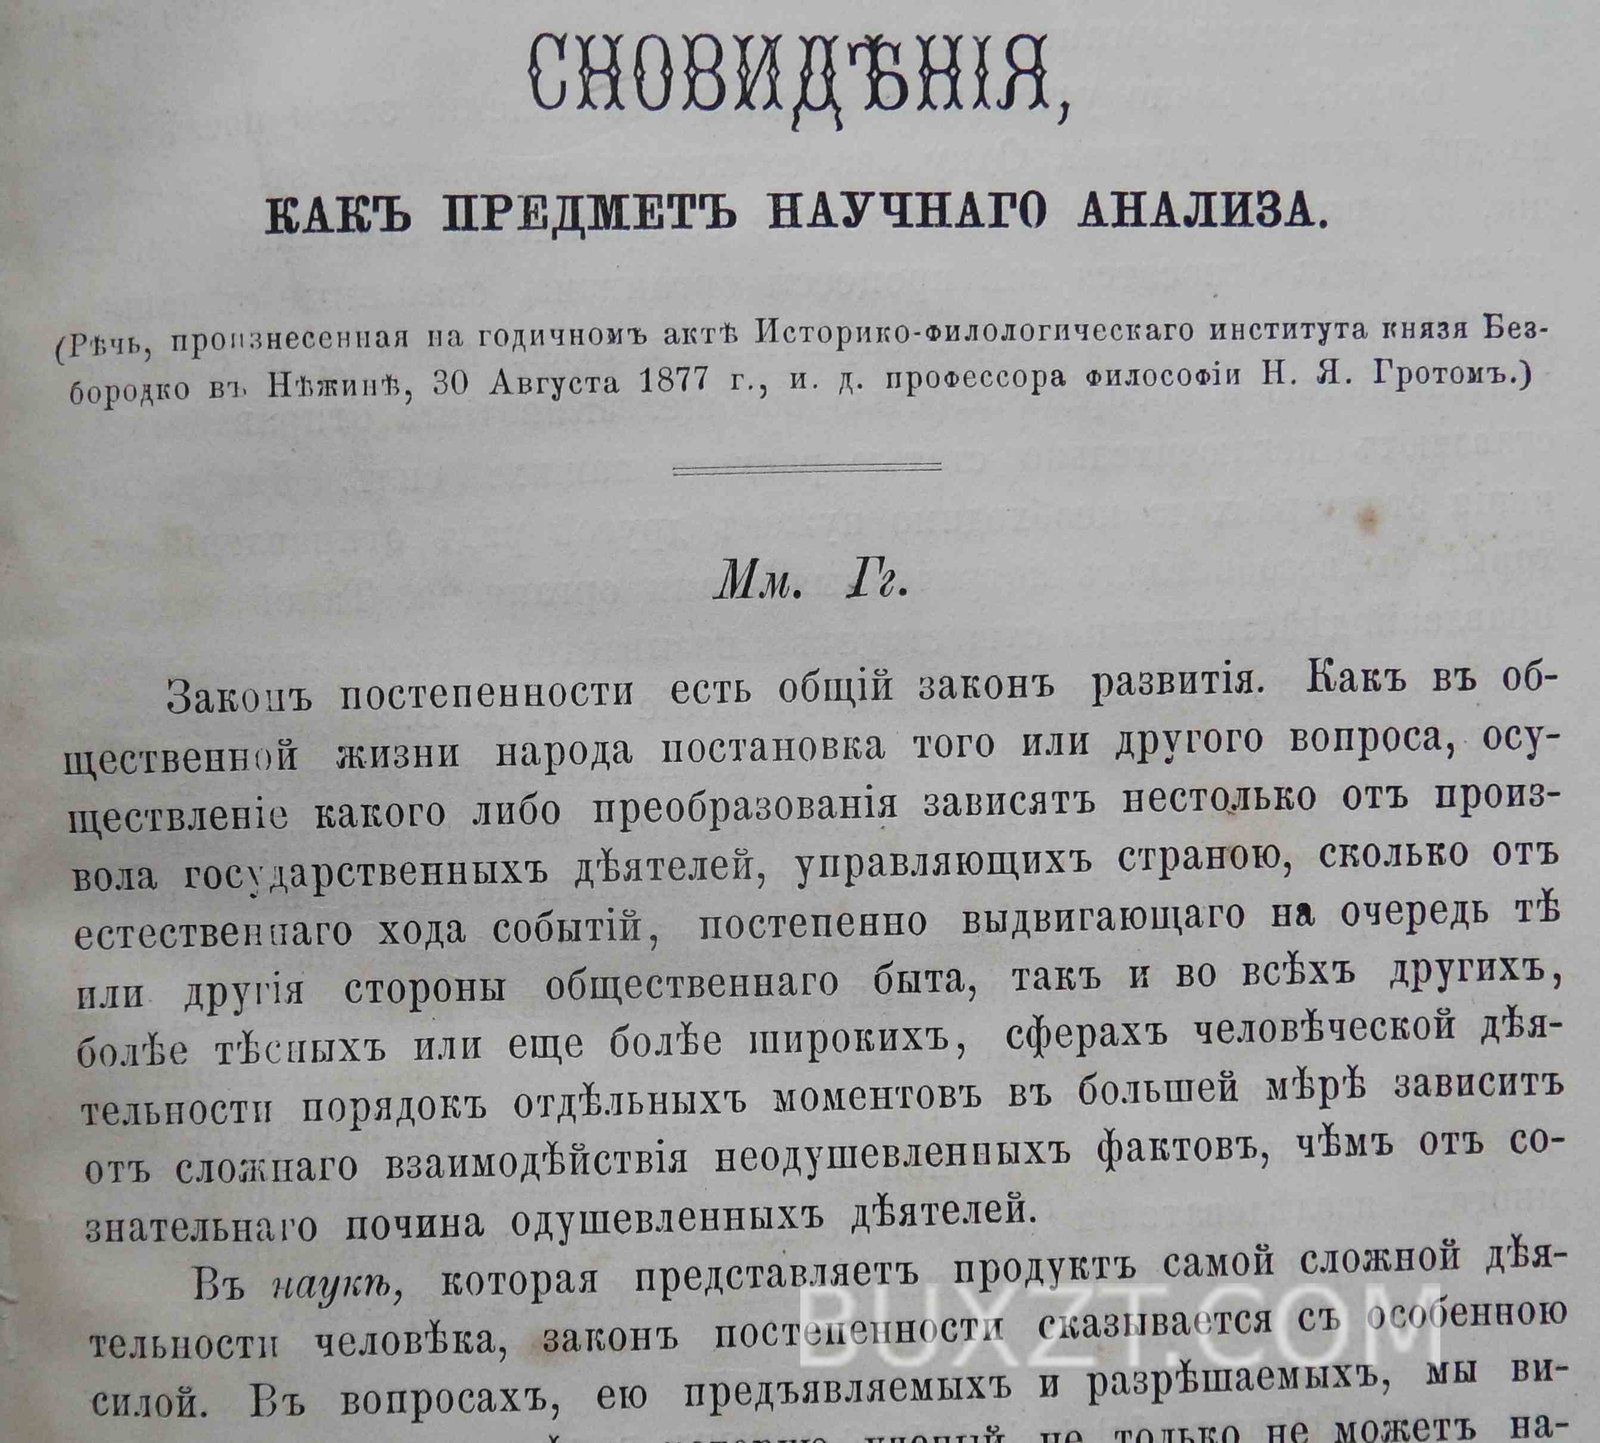 СНОВИДѢНІЯ,
КАКЪ ПРЕДМЕТЪ НАУЧНАГО АНАЛИЗА.
(Рѣчь, произнесенная на годичномъ актѣ Историко-филологическаго института князя Без-
бородко въ Нѣжинѣ, 30 Августа 1877 г., и. д. профессора философіи Н. Я. Гротомъ.)
Мм. Гг.
Законъ постепенности есть общій законъ развитія. Какъ въ об-
щественной жизни народа постановка того или другого вопроса, осу-
ществленіе какого либо преобразованія зависятъ нестолько отъ произ-
вола государственныхъ дѣятелей, управляющихъ страною, сколько отъ
естественнаго хода событій, постепенно выдвигающаго на очередь тѣ
или другія стороны общественнаго быта, такъ и во всѣхъ другихъ,
болѣе тѣсныхъ или еще болѣе широкихъ, сферахъ человѣческой дѣя-
тельности порядокъ отдѣльныхъ моментовъ въ большей мѣрѣ зависитъ
отъ сложнаго взаимодѣйствія неодушевленныхъ фактовъ, чѣмъ отъ со-
знательнаго почина одушевленныхъ дѣятелей.
Въ наукѣ, которая представляетъ продуктъ самой сложной дѣя-
тельности человѣка, законъ постепенности сказывается съ особенною
силой. Въ вопросахъ, ею предъявляемыхъ и разрѣшаемыхъ, мы ви-
ученый не только не можетъ на-
BUXZT.COM